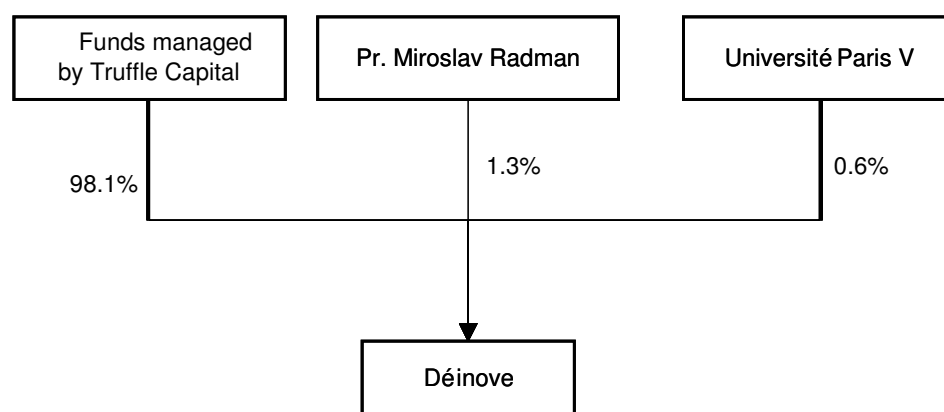 Funds managed
by Truffle Capital
Pr. Miroslav Radman
Université Paris V
98.1%
1.3%
0.6%
Déinove